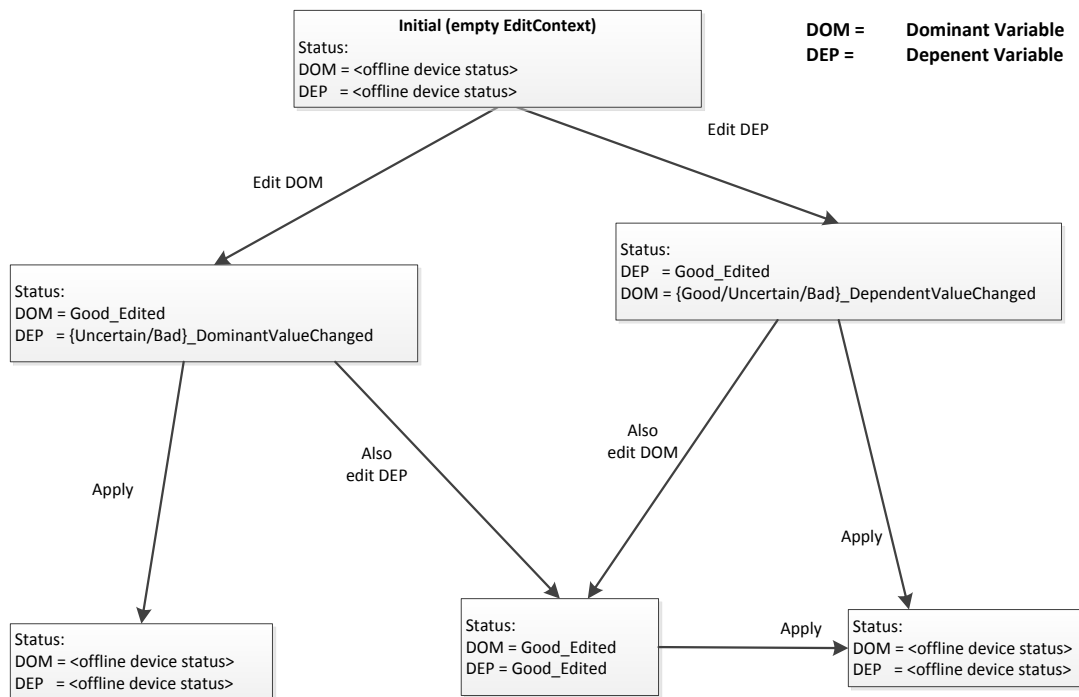 Initial (empty EditContext)
Status:
DOM = <offline device status>
DEP = <offline device status>
DOM = Dominant Variable
DEP = Depenent Variable
Edit DEP
Edit DOM
Status:
DEP = Good_Edited
DOM = {Good/Uncertain/Bad}_DependentValueChanged
Status:
DOM = Good_Edited
DEP = {Uncertain/Bad}_DominantValueChanged
Also
edit DEP
Also
edit DOM
Apply
Apply
Status:
DOM = <offline device status>
DEP = <offline device status>
Status:
DOM = Good_Edited
DEP = Good_Edited
Apply
Status:
DOM = <offline device status>
DEP = <offline device status>